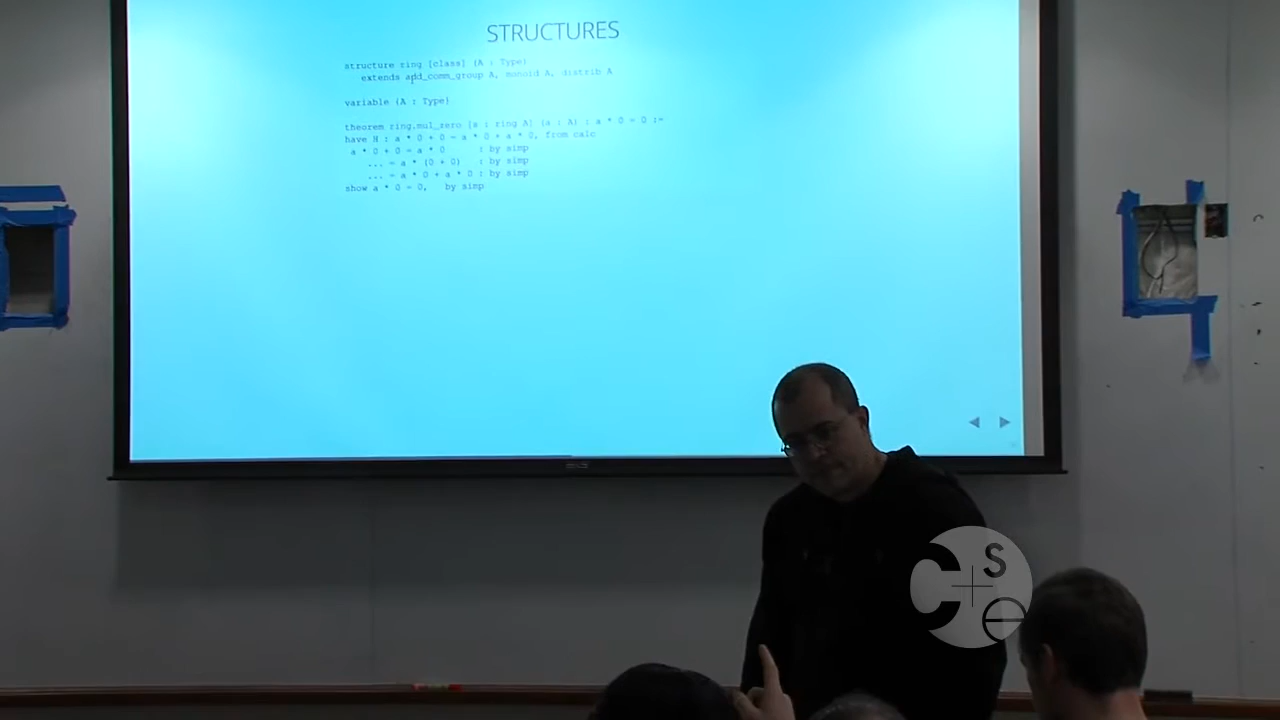 STRUCTURES
structure ring [class] (A : Type)
extends add_comm_group A, monoid A, distrib A
variable {A : Type}
theorem ring.mul_zero [s : ring A] (a : A) : a * 0 = 0 :=
have H : a * 0 + 0 = a * 0 + a * 0, from calc
a * 0 + 0 = a * 0 : by simp
... = a * (0 + 0) : by simp
... = a * 0 + a * 0 : by simp
show a * 0 = 0, by simp
C+se